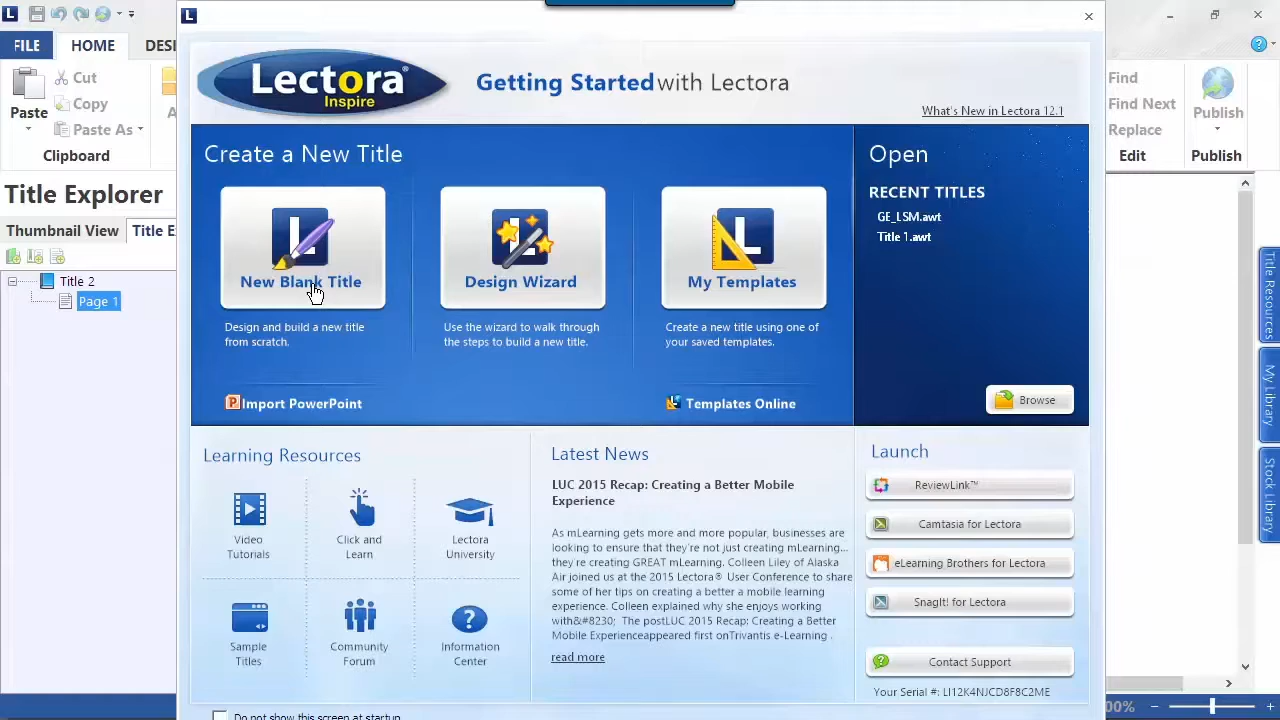 FILE
HOME
Cut
Copy
Paste
Paste As
Clipboard
Title Explorer
Thumbnail View
Title 2
Page 1
Lectora®
Inspire
Getting Started with Lectora
What's New in Lectora 12.1
Create a New Title
New Blank Title
Design Wizard
My Templates
Design and build a new title
from scratch.
Use the wizard to walk through
the steps to build a new title.
Create a new title using one of
your saved templates.
Import PowerPoint
Templates Online
Open
RECENT TITLES
GE_LSM.awt
Title 1.awt
Browse
Learning Resources
Video
Tutorials
Click and
Learn
Lectora
University
Sample
Titles
Community
Forum
Information
Center
Latest News
LUC 2015 Recap: Creating a Better Mobile
Experience
As mLearning gets more and more popular, businesses are
looking to ensure that they're not just creating mLearning...
they're creating GREAT mLearning. Colleen Liley of Alaska
Air joined us at the 2015 Lectora® User Conference to share
some of her tips on creating a better a mobile learning
experience. Colleen explained why she enjoys working
with&#8230; The postLUC 2015 Recap: Creating a Better
Mobile Experienceappeared first onTrivantis e-Learning .
read more
Launch
ReviewLink™
Camtasia for Lectora
eLearning Brothers for Lectora
SnagIt! for Lectora
Contact Support
Your Serial #: LI12K4NJCD8F8C2ME
Do not show this screen at startup
Find
Find Next
Replace
Edit
Publish
Publish
Title Resources
My Library
Stock Library